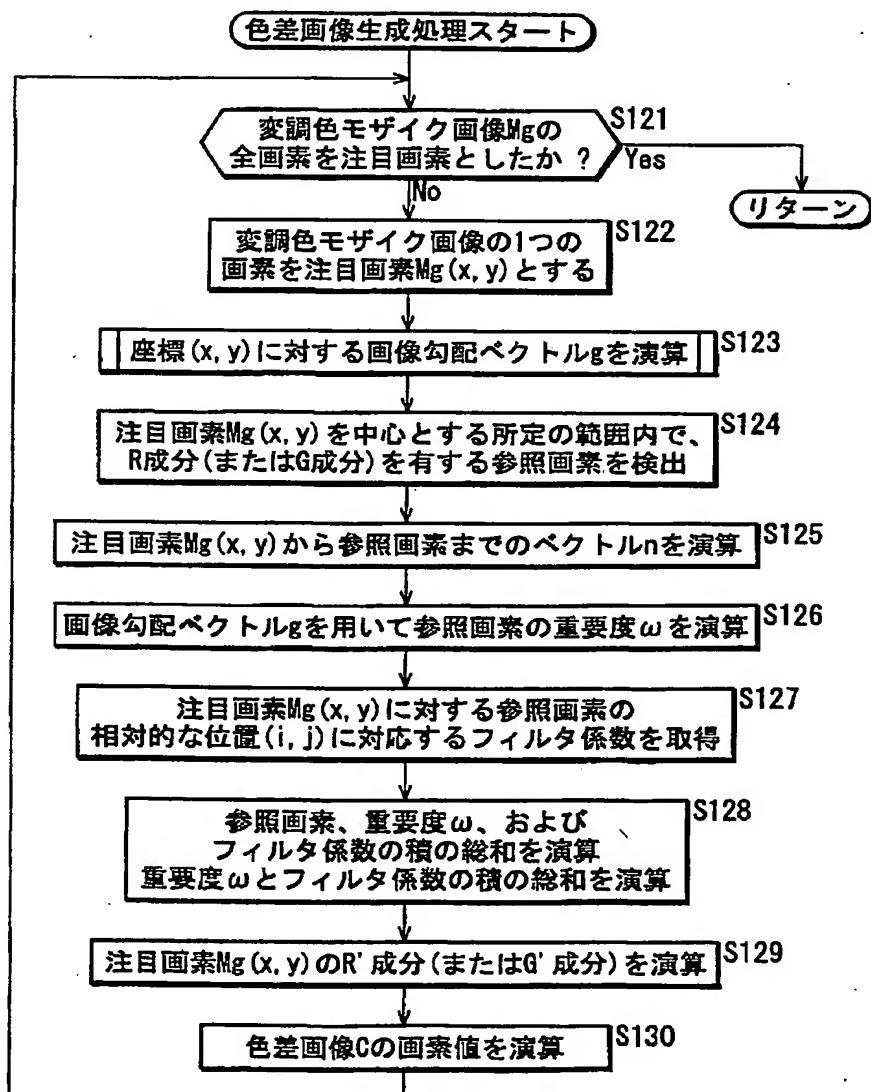 色差画像生成処理スタート
変調色モザイク画像Mgの
全画素を注目画素としたか ?
S121
Yes
No
リターン
変調色モザイク画像の1つの
画素を注目画素Mg(x, y)とする
S122
座標(x, y)に対する画像勾配ベクトルgを演算
S123
注目画素Mg(x, y)を中心とする所定の範囲内で、
R成分(またはG成分)を有する参照画素を検出
S124
注目画素Mg(x, y)から参照画素までのベクトルnを演算
S125
画像勾配ベクトルgを用いて参照画素の重要度ωを演算
S126
注目画素Mg(x, y)に対する参照画素の
相対的な位置(i, j)に対応するフィルタ係数を取得
S127
参照画素、重要度ω、および
フィルタ係数の積の総和を演算
重要度ωとフィルタ係数の積の総和を演算
S128
注目画素Mg(x, y)のR'成分(またはG'成分)を演算
S129
色差画像Cの画素値を演算
S130